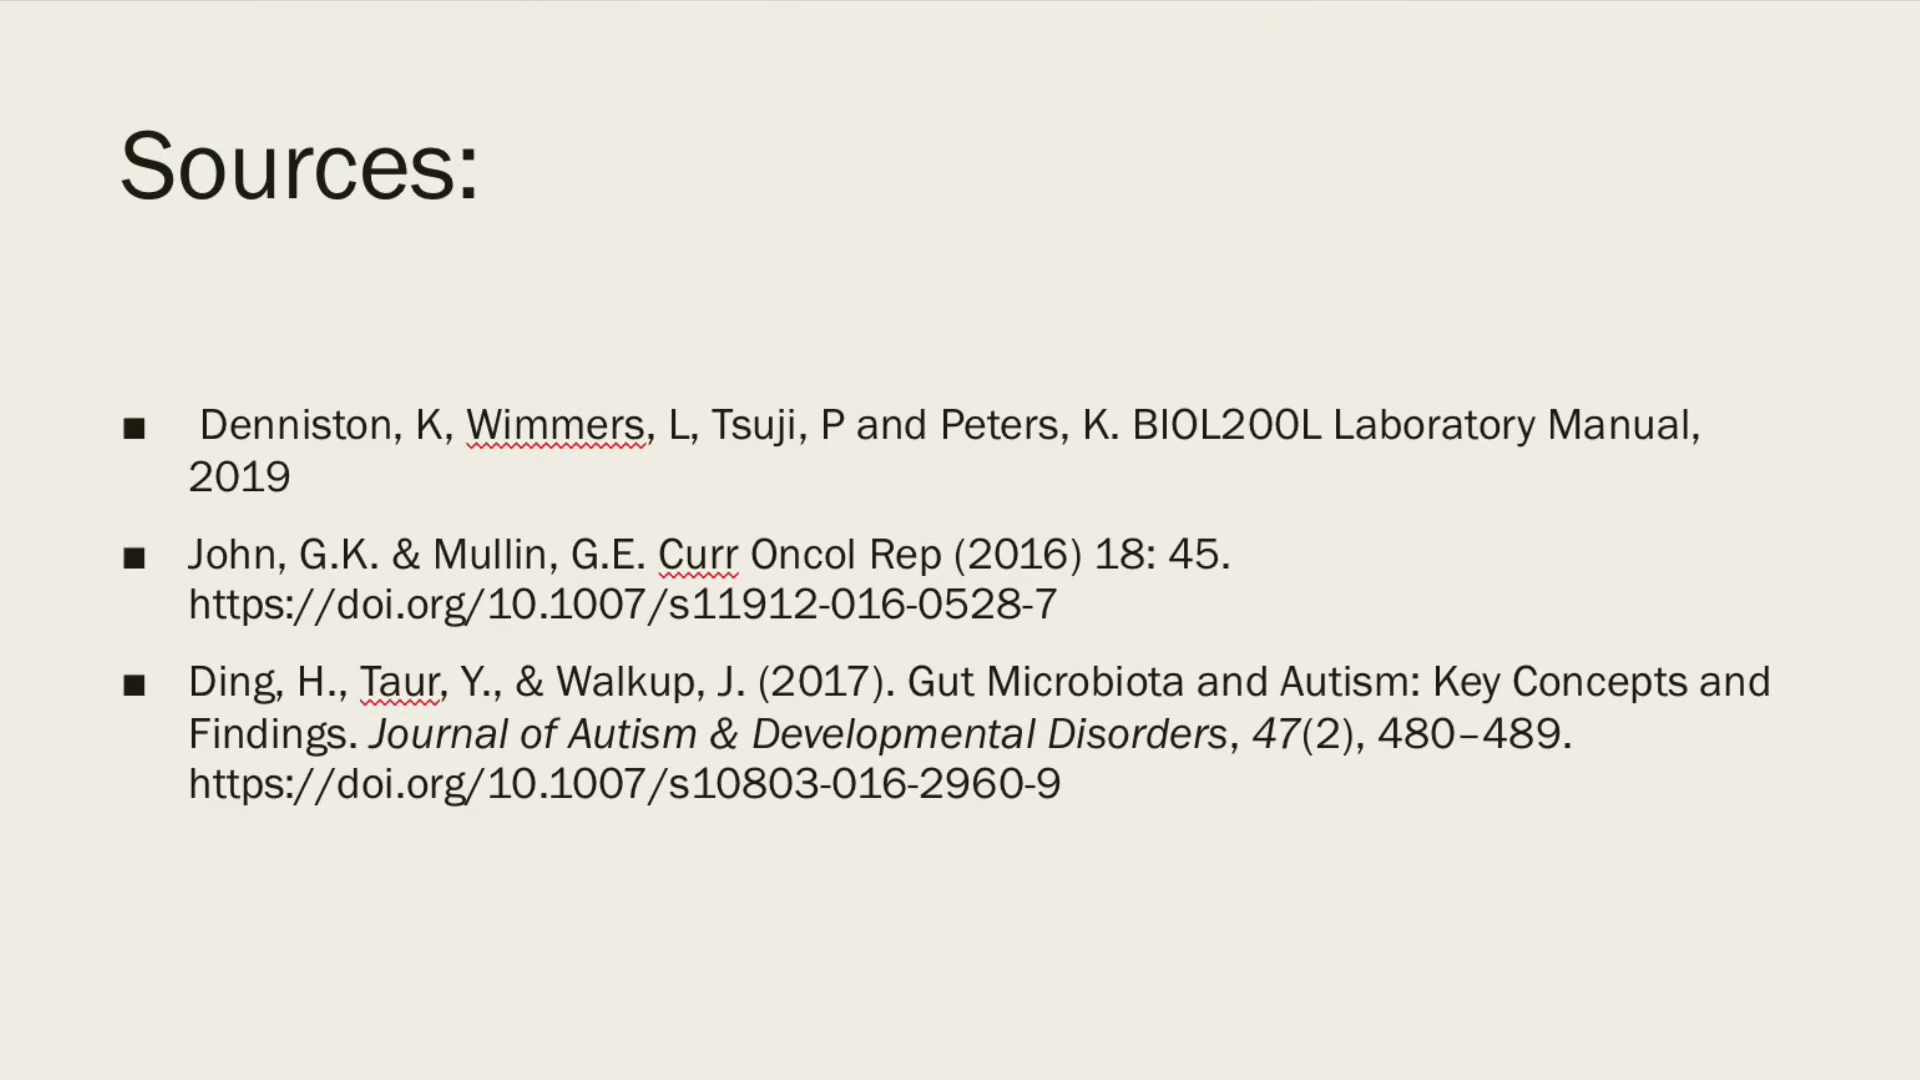 Sources:
■ Denniston, K, Wimmers, L, Tsuji, P and Peters, K. BIOL200L Laboratory Manual,
2019
■ John, G.K. & Mullin, G.E. Curr Oncol Rep (2016) 18: 45.
https://doi.org/10.1007/s11912-016-0528-7
■ Ding, H., Taur, Y., & Walkup, J. (2017). Gut Microbiota and Autism: Key Concepts and
Findings. Journal of Autism & Developmental Disorders, 47(2), 480–489.
https://doi.org/10.1007/s10803-016-2960-9